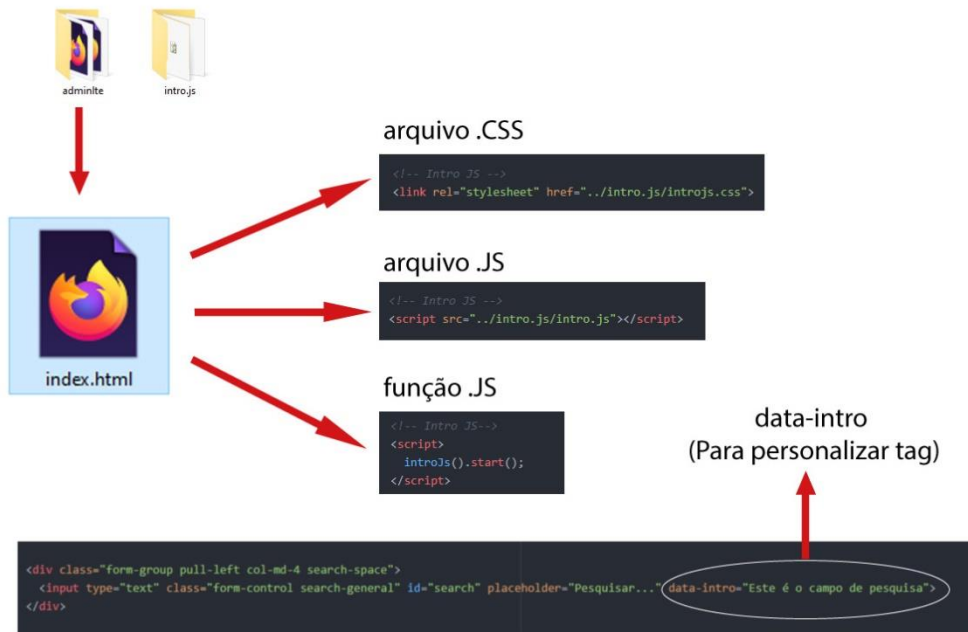 adminlte
intro.js
arquivo .CSS
<!-- Intro JS -->
<link rel="stylesheet" href="../intro.js/introjs.css">
arquivo .JS
<!-- Intro JS -->
<script src="../intro.js/intro.js"></script>
index.html
função .JS
<!-- Intro JS-->
<script>
introJs().start();
</script>
data-intro
(Para personalizar tag)
<div class="form-group pull-left col-md-4 search-space">
<input type="text" class="form-control search-general" id="search" placeholder="Pesquisar..." data-intro="Este é o campo de pesquisa">
</div>